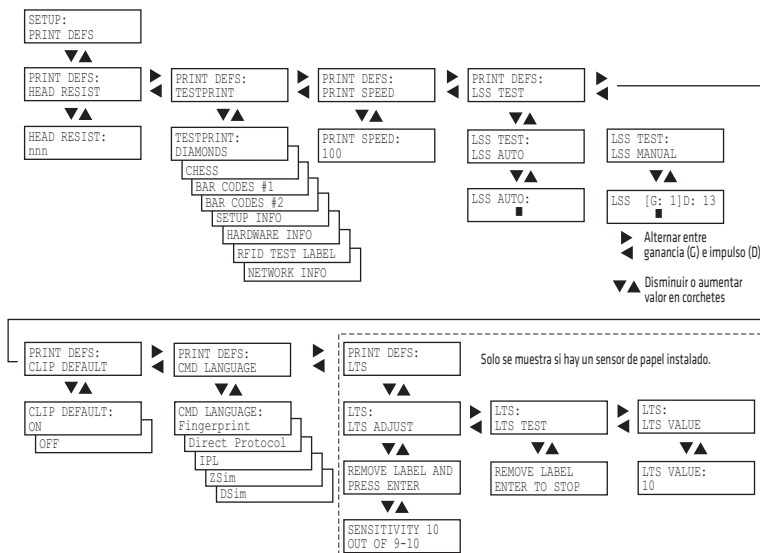 SETUP:
PRINT DEFS
PRINT DEFS:
HEAD RESIST
PRINT DEFS:
TESTPRINT
PRINT DEFS:
PRINT SPEED
PRINT DEFS:
LSS TEST
HEAD RESIST:
nnn
TESTPRINT:
DIAMONDS
CHESS
BAR CODES #1
BAR CODES #2
SETUP INFO
HARDWARE INFO
RFID TEST LABEL
NETWORK INFO
PRINT SPEED:
100
LSS TEST:
LSS AUTO
LSS TEST:
LSS MANUAL
LSS AUTO:
LSS [G: 1]D: 13
Alternar entre
ganancia (G) e impulso (D)
Disminuir o aumentar
valor en corchetes
PRINT DEFS:
CLIP DEFAULT
PRINT DEFS:
CMD LANGUAGE
PRINT DEFS:
LTS
Solo se muestra si hay un sensor de papel instalado.
CLIP DEFAULT:
ON
OFF
CMD LANGUAGE:
Fingerprint
Direct Protocol
IPL
ZSim
DSim
LTS:
LTS ADJUST
LTS:
LTS TEST
LTS:
LTS VALUE
REMOVE LABEL AND
PRESS ENTER
REMOVE LABEL
ENTER TO STOP
LTS VALUE:
10
SENSITIVITY 10
OUT OF 9-10